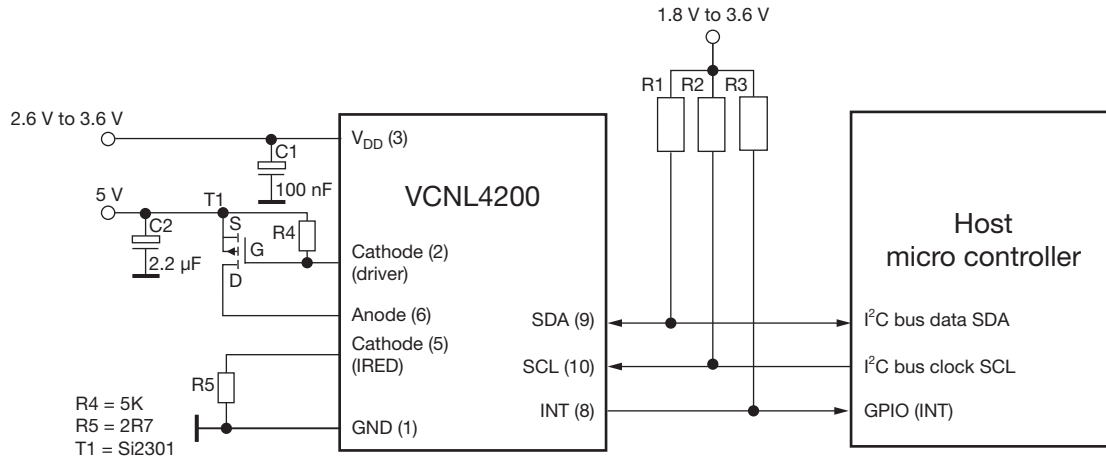 1.8 V to 3.6 V
R1
R2
R3
2.6 V to 3.6 V
C1
100 nF
V_DD (3)
VCNL4200
5 V
T1
C2
2.2 µF
S
G
D
R4
Cathode (2)
(driver)
Anode (6)
Cathode (5)
(IRED)
R5
GND (1)
SDA (9)
SCL (10)
INT (8)
Host
micro controller
I²C bus data SDA
I²C bus clock SCL
GPIO (INT)
R4 = 5K
R5 = 2R7
T1 = Si2301